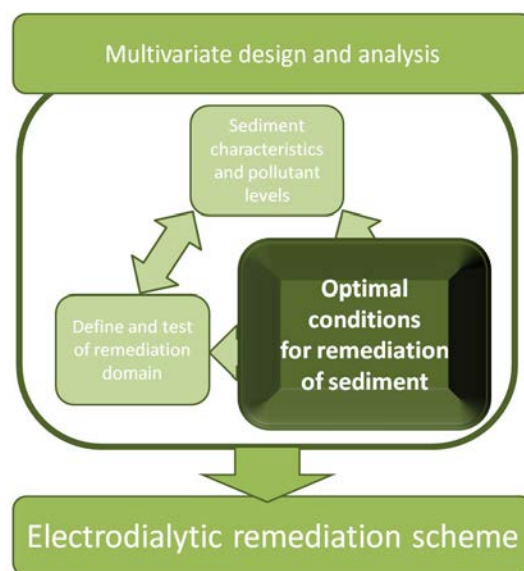 Multivariate design and analysis
Sediment
characteristics
and pollutant
levels
Optimal
conditions
for remediation
of sediment
Define and test
of remediation
domain
Electrodialytic remediation scheme